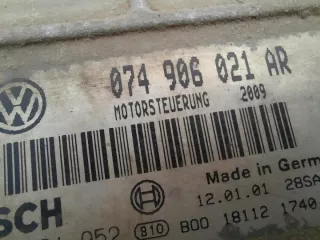 074 906 021 AR
MOTORSTEUERUNG 2009
Made in Germ
SCH 12.01.01 28SA
052 810 B00 18112 1740